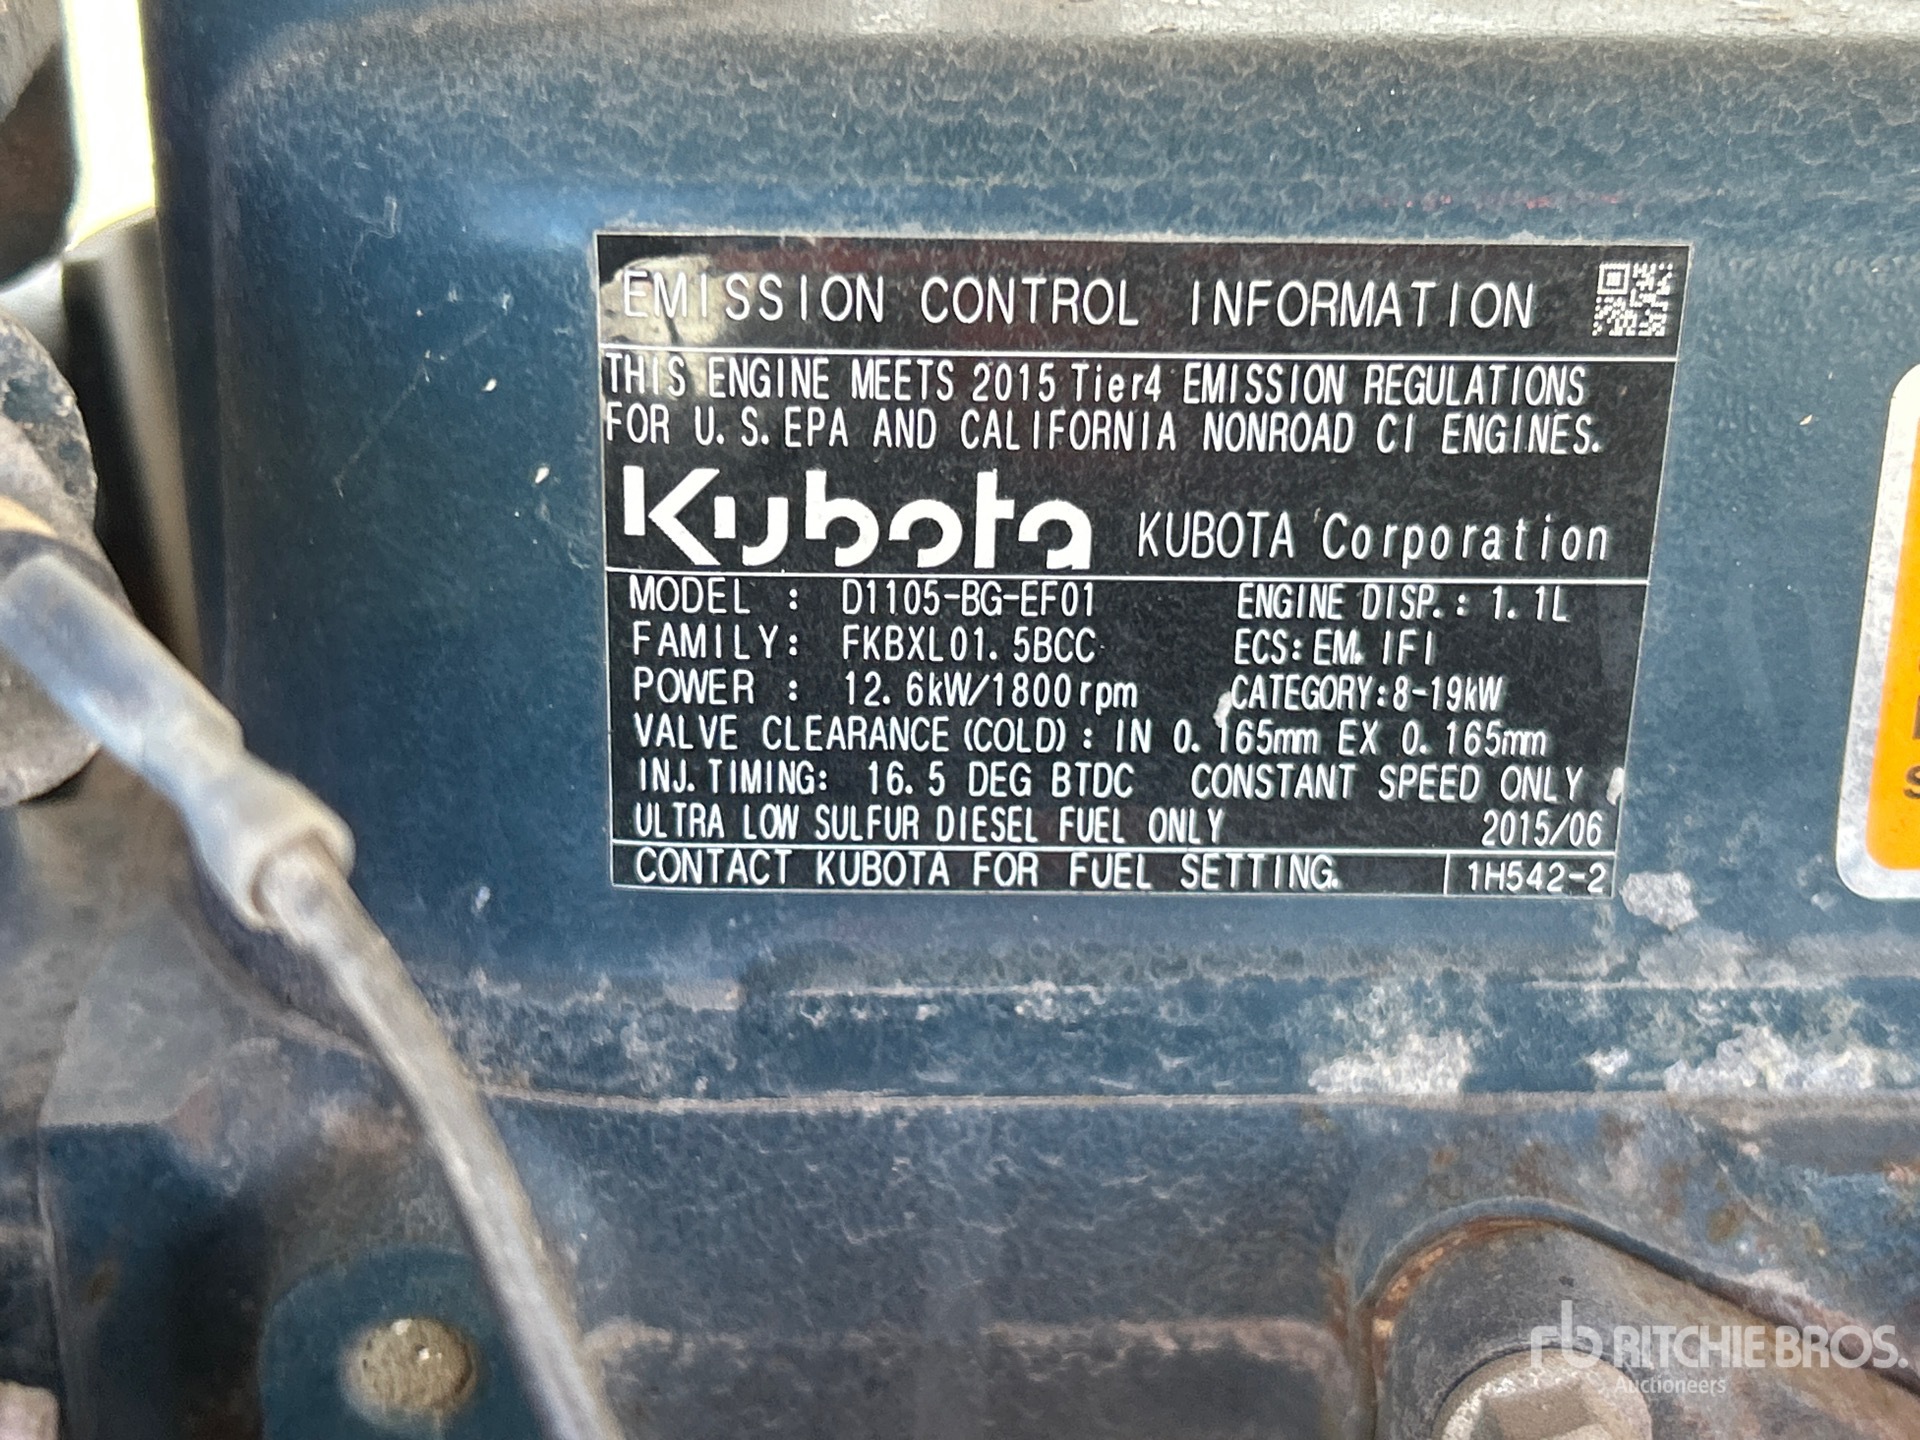 EMISSION CONTROL INFORMATION
THIS ENGINE MEETS 2015 Tier4 EMISSION REGULATIONS
FOR U.S.EPA AND CALIFORNIA NONROAD CI ENGINES.
Kubota KUBOTA Corporation
MODEL : D1105-BG-EF01 ENGINE DISP.: 1.1L
FAMILY: FKBXL01.5BCC ECS: EM, IFI
POWER : 12.6kW/1800rpm CATEGORY:8-19kW
VALVE CLEARANCE (COLD) : IN 0.165mm EX 0.165mm
INJ.TIMING: 16.5 DEG BTDC CONSTANT SPEED ONLY
ULTRA LOW SULFUR DIESEL FUEL ONLY 2015/06
CONTACT KUBOTA FOR FUEL SETTING. 1H542-2
rb RITCHIE BROS.
Auctioneers